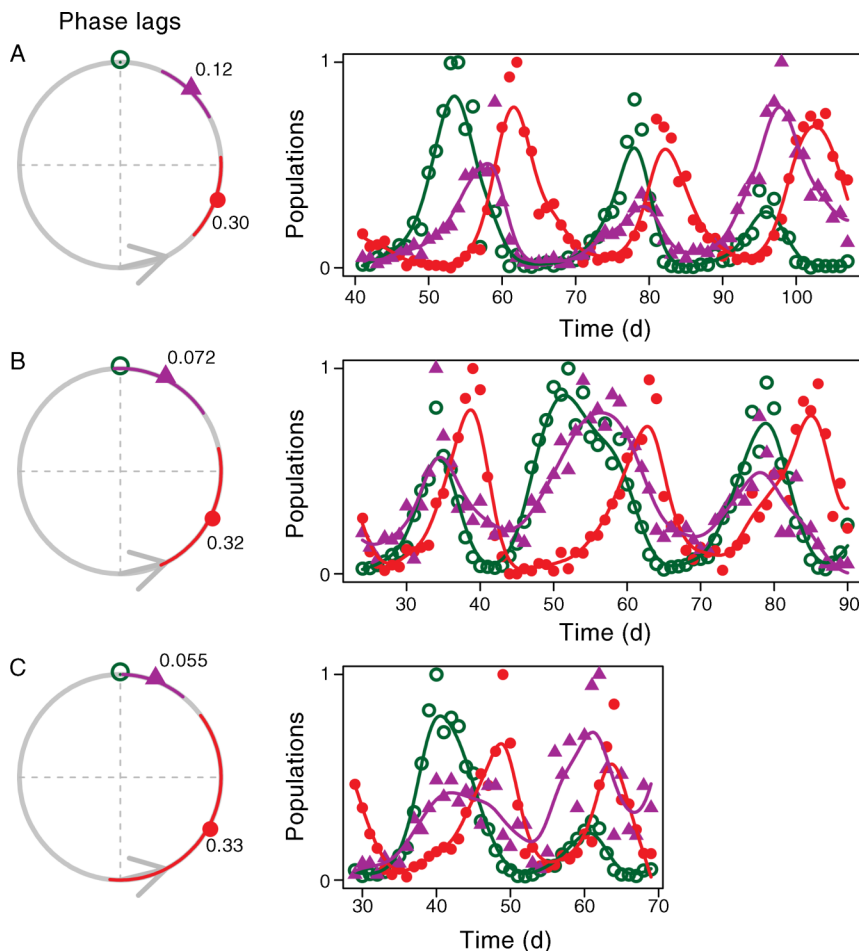 Phase lags
A
0.12
0.30
Populations
1
0
40 50 60 70 80 90 100
Time (d)
B
0.072
0.32
Populations
1
0
30 40 50 60 70 80 90
Time (d)
C
0.055
0.33
Populations
1
0
30 40 50 60 70
Time (d)